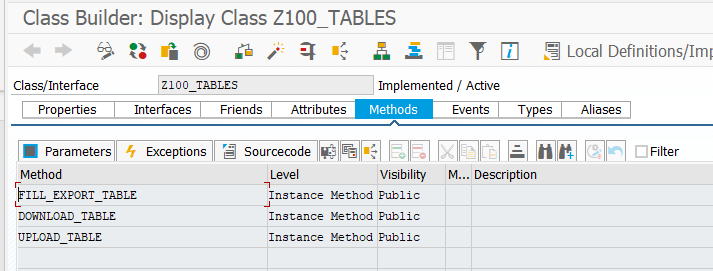 Class Builder: Display Class Z100_TABLES
Local Definitions/Imp
Class/Interface Z100_TABLES Implemented / Active
Properties Interfaces Friends Attributes Methods Events Types Aliases
Parameters Exceptions Sourcecode Filter
Method Level Visibility M... Description
FILL_EXPORT_TABLE Instance Method Public
DOWNLOAD_TABLE Instance Method Public
UPLOAD_TABLE Instance Method Public